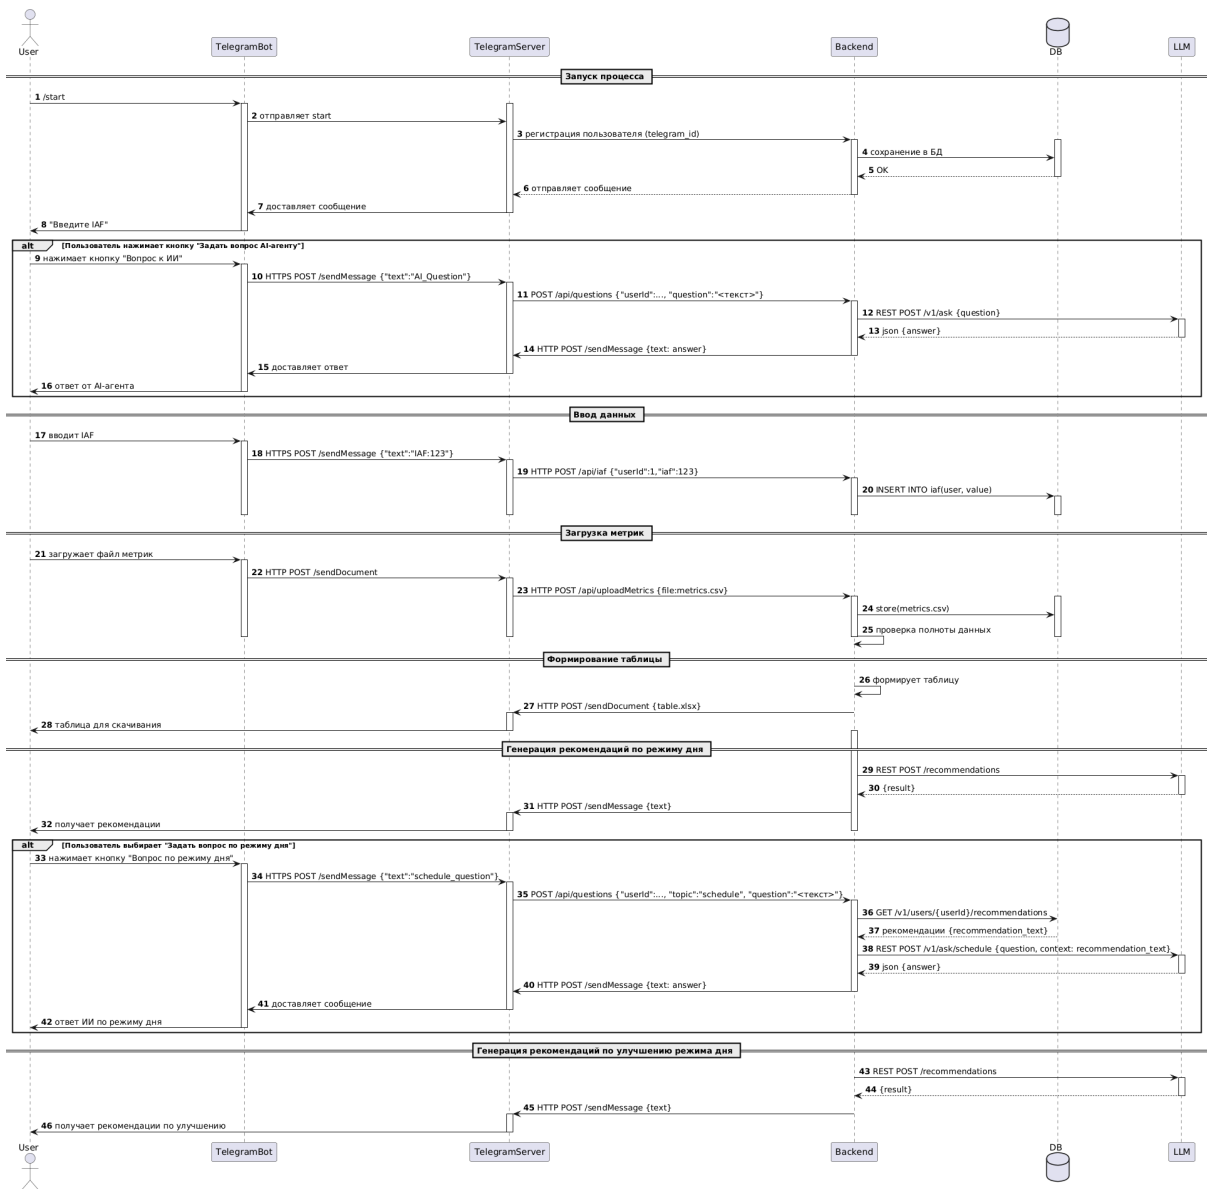 User
TelegramBot
TelegramServer
Backend
DB
LLM
Запуск процесса
1 /start
2 отправляет start
3 регистрация пользователя (telegram_id)
4 сохранение в БД
5 OK
6 отправляет сообщение
7 доставляет сообщение
8 "Введите IAF"
alt [Пользователь нажимает кнопку "Задать вопрос AI-агенту"]
9 нажимает кнопку "Вопрос к ИИ"
10 HTTPS POST /sendMessage {"text":"AI_Question"}
11 POST /api/questions {"userId":..., "question":"<текст>"}
12 REST POST /v1/ask {question}
13 json {answer}
14 HTTP POST /sendMessage {text: answer}
15 доставляет ответ
16 ответ от AI-агента
Ввод данных
17 вводит IAF
18 HTTPS POST /sendMessage {"text":"IAF:123"}
19 HTTP POST /api/iaf {"userId":1,"iaf":123}
20 INSERT INTO iaf(user, value)
Загрузка метрик
21 загружает файл метрик
22 HTTP POST /sendDocument
23 HTTP POST /api/uploadMetrics {file:metrics.csv}
24 store(metrics.csv)
25 проверка полноты данных
Формирование таблицы
26 формирует таблицу
27 HTTP POST /sendDocument {table.xlsx}
28 таблица для скачивания
Генерация рекомендаций по режиму дня
29 REST POST /recommendations
30 {result}
31 HTTP POST /sendMessage {text}
32 получает рекомендации
alt [Пользователь выбирает "Задать вопрос по режиму дня"]
33 нажимает кнопку "Вопрос по режиму дня"
34 HTTPS POST /sendMessage {"text":"schedule_question"}
35 POST /api/questions {"userId":..., "topic":"schedule", "question":"<текст>"}
36 GET /v1/users/{userId}/recommendations
37 рекомендации {recommendation_text}
38 REST POST /v1/ask/schedule {question, context: recommendation_text}
39 json {answer}
40 HTTP POST /sendMessage {text: answer}
41 доставляет сообщение
42 ответ ИИ по режиму дня
Генерация рекомендаций по улучшению режима дня
43 REST POST /recommendations
44 {result}
45 HTTP POST /sendMessage {text}
46 получает рекомендации по улучшению
User
TelegramBot
TelegramServer
Backend
DB
LLM